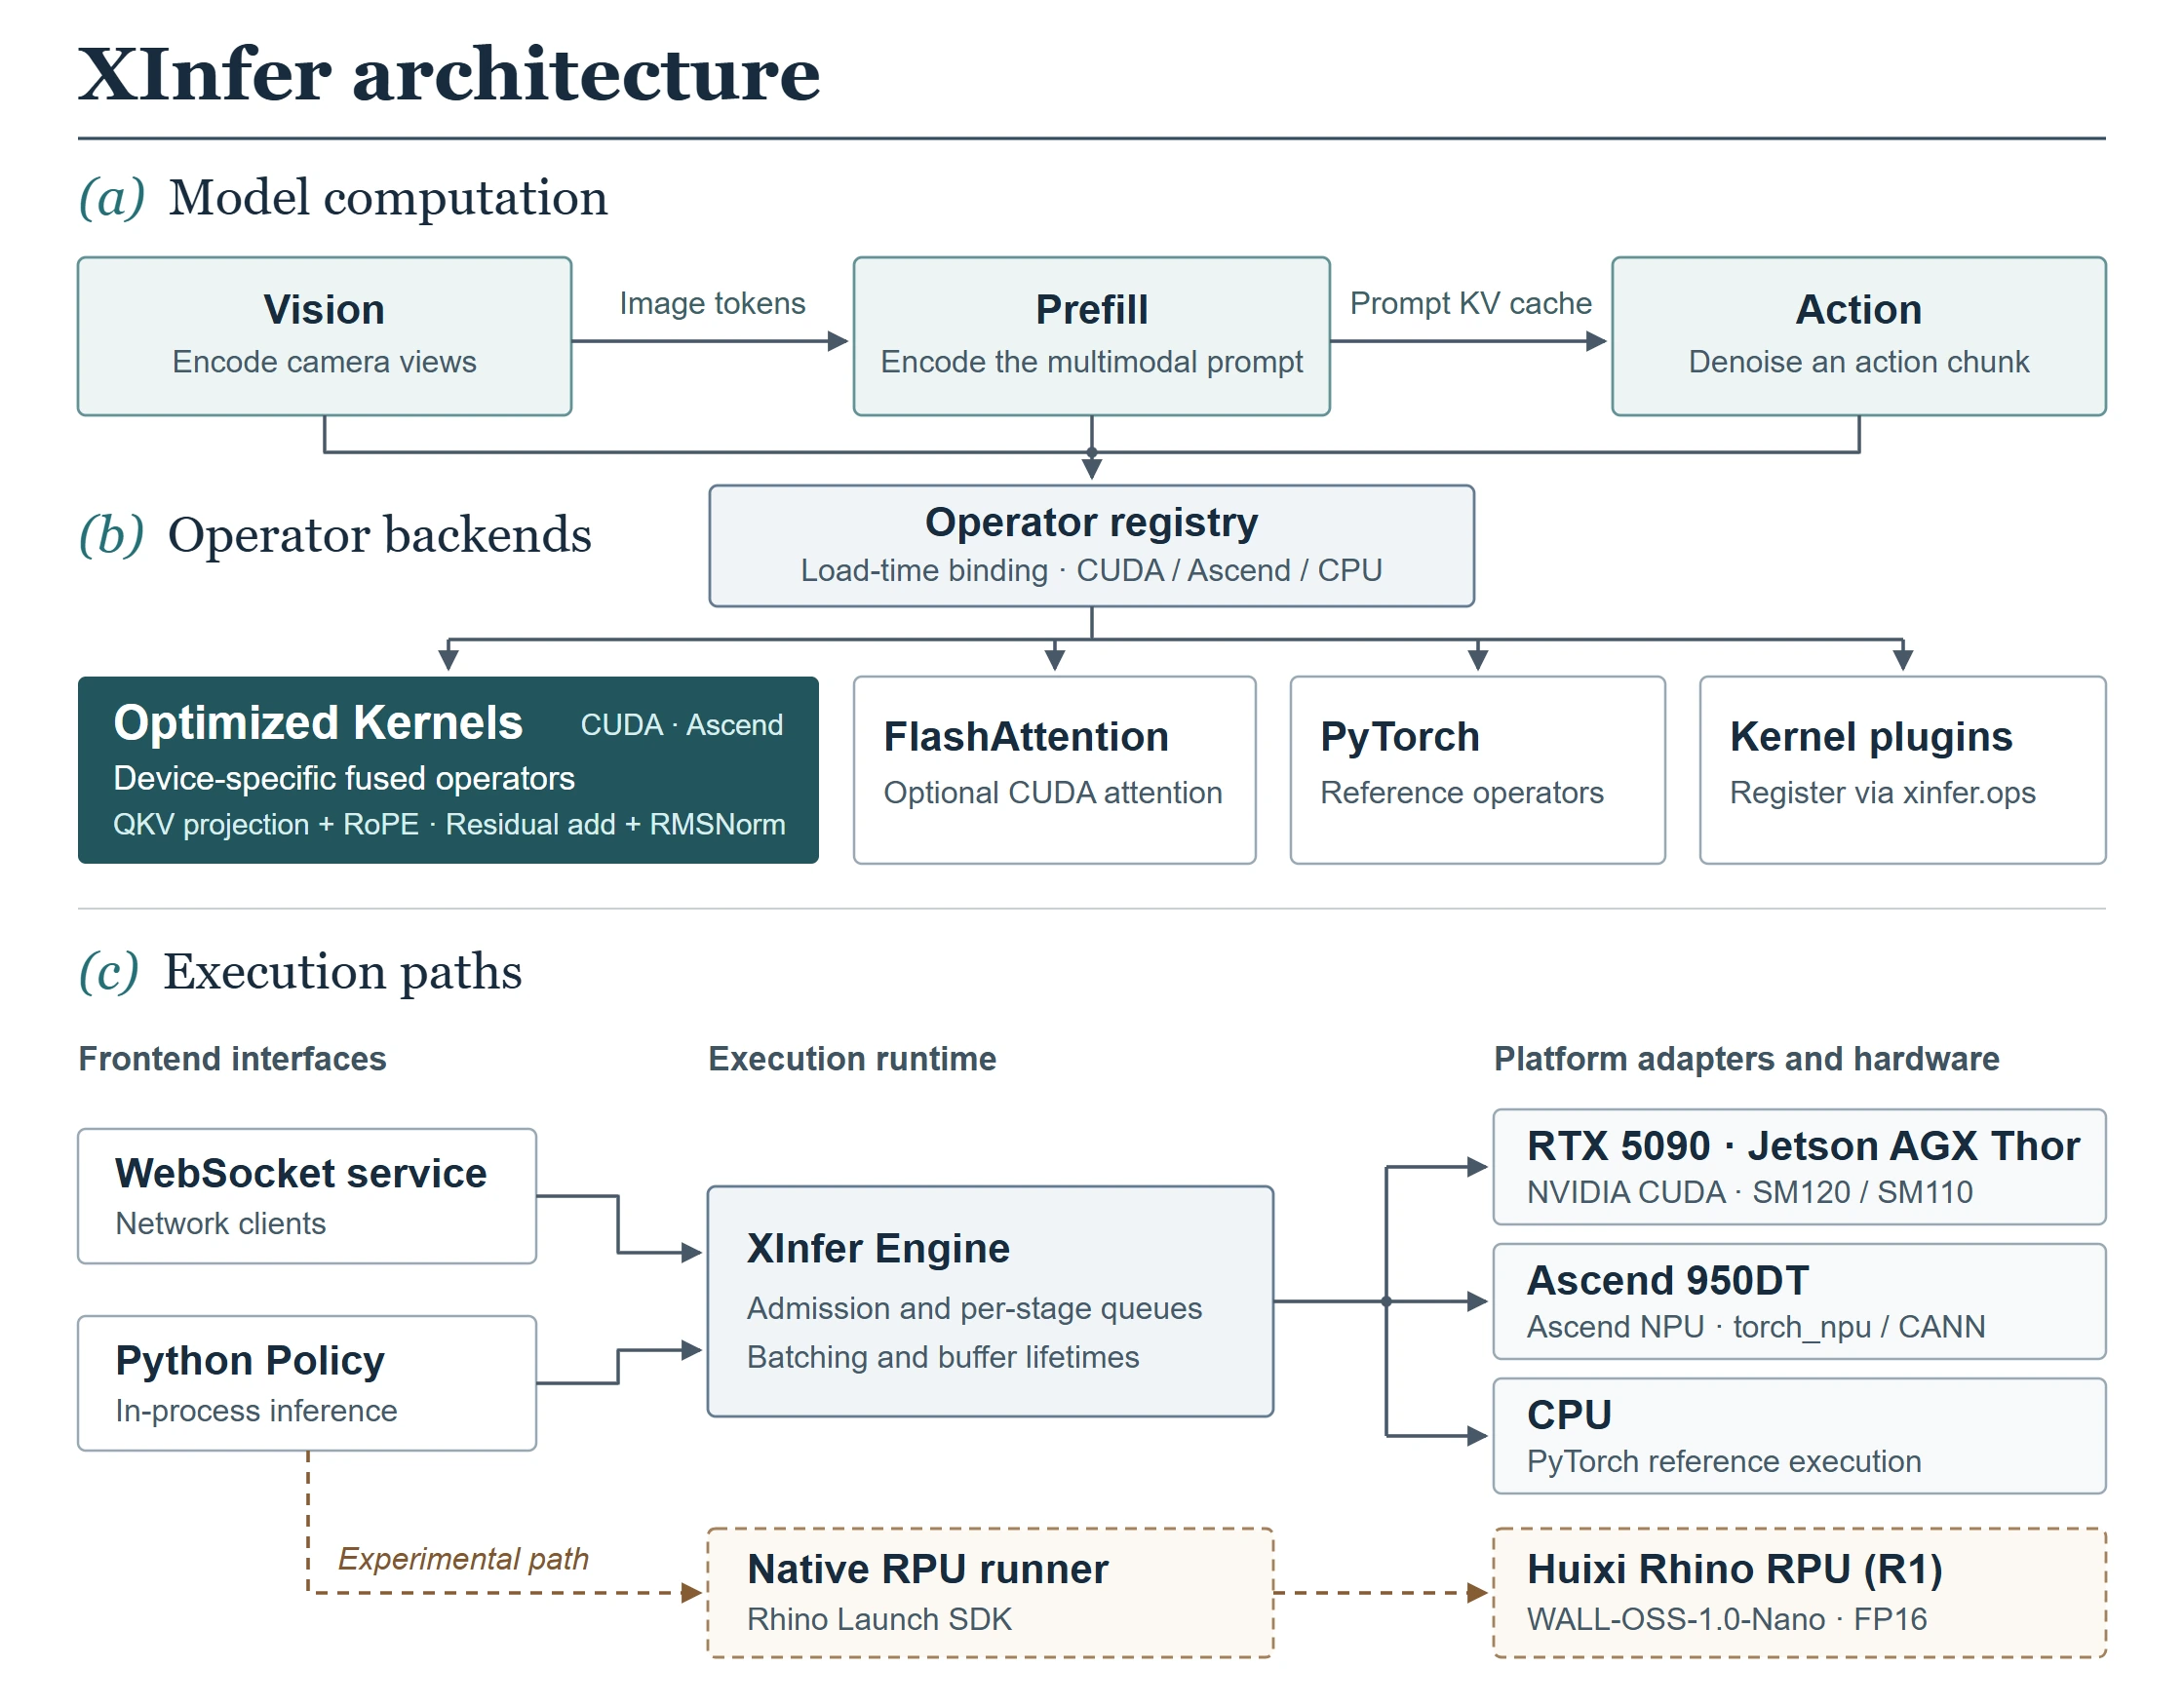 XInfer architecture
(a) Model computation
Vision
Encode camera views
Image tokens
Prefill
Encode the multimodal prompt
Prompt KV cache
Action
Denoise an action chunk
(b) Operator backends
Operator registry
Load-time binding · CUDA / Ascend / CPU
Optimized Kernels CUDA · Ascend
Device-specific fused operators
QKV projection + RoPE · Residual add + RMSNorm
FlashAttention
Optional CUDA attention
PyTorch
Reference operators
Kernel plugins
Register via xinfer.ops
(c) Execution paths
Frontend interfaces
WebSocket service
Network clients
Python Policy
In-process inference
Execution runtime
XInfer Engine
Admission and per-stage queues
Batching and buffer lifetimes
Platform adapters and hardware
RTX 5090 · Jetson AGX Thor
NVIDIA CUDA · SM120 / SM110
Ascend 950DT
Ascend NPU · torch_npu / CANN
CPU
PyTorch reference execution
Experimental path
Native RPU runner
Rhino Launch SDK
Huixi Rhino RPU (R1)
WALL-OSS-1.0-Nano · FP16